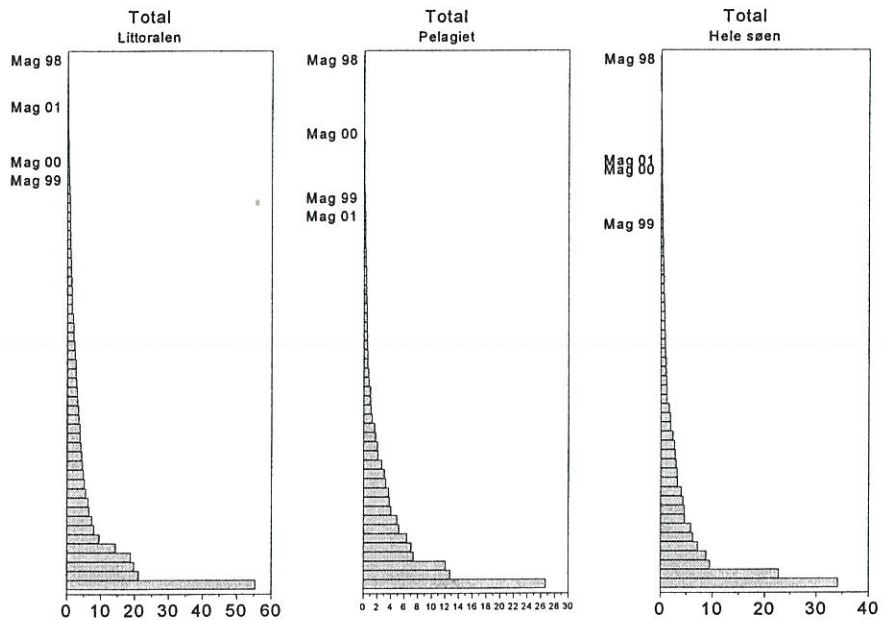 Total
Littoralen
Mag 98
Mag 01
Mag 00
Mag 99
0 10 20 30 40 50 60
Total
Pelagiet
Mag 98
Mag 00
Mag 99
Mag 01
0 2 4 6 8 10 12 14 16 18 20 22 24 26 28 30
Total
Hele søen
Mag 98
Mag 01
Mag 00
Mag 99
0 10 20 30 40